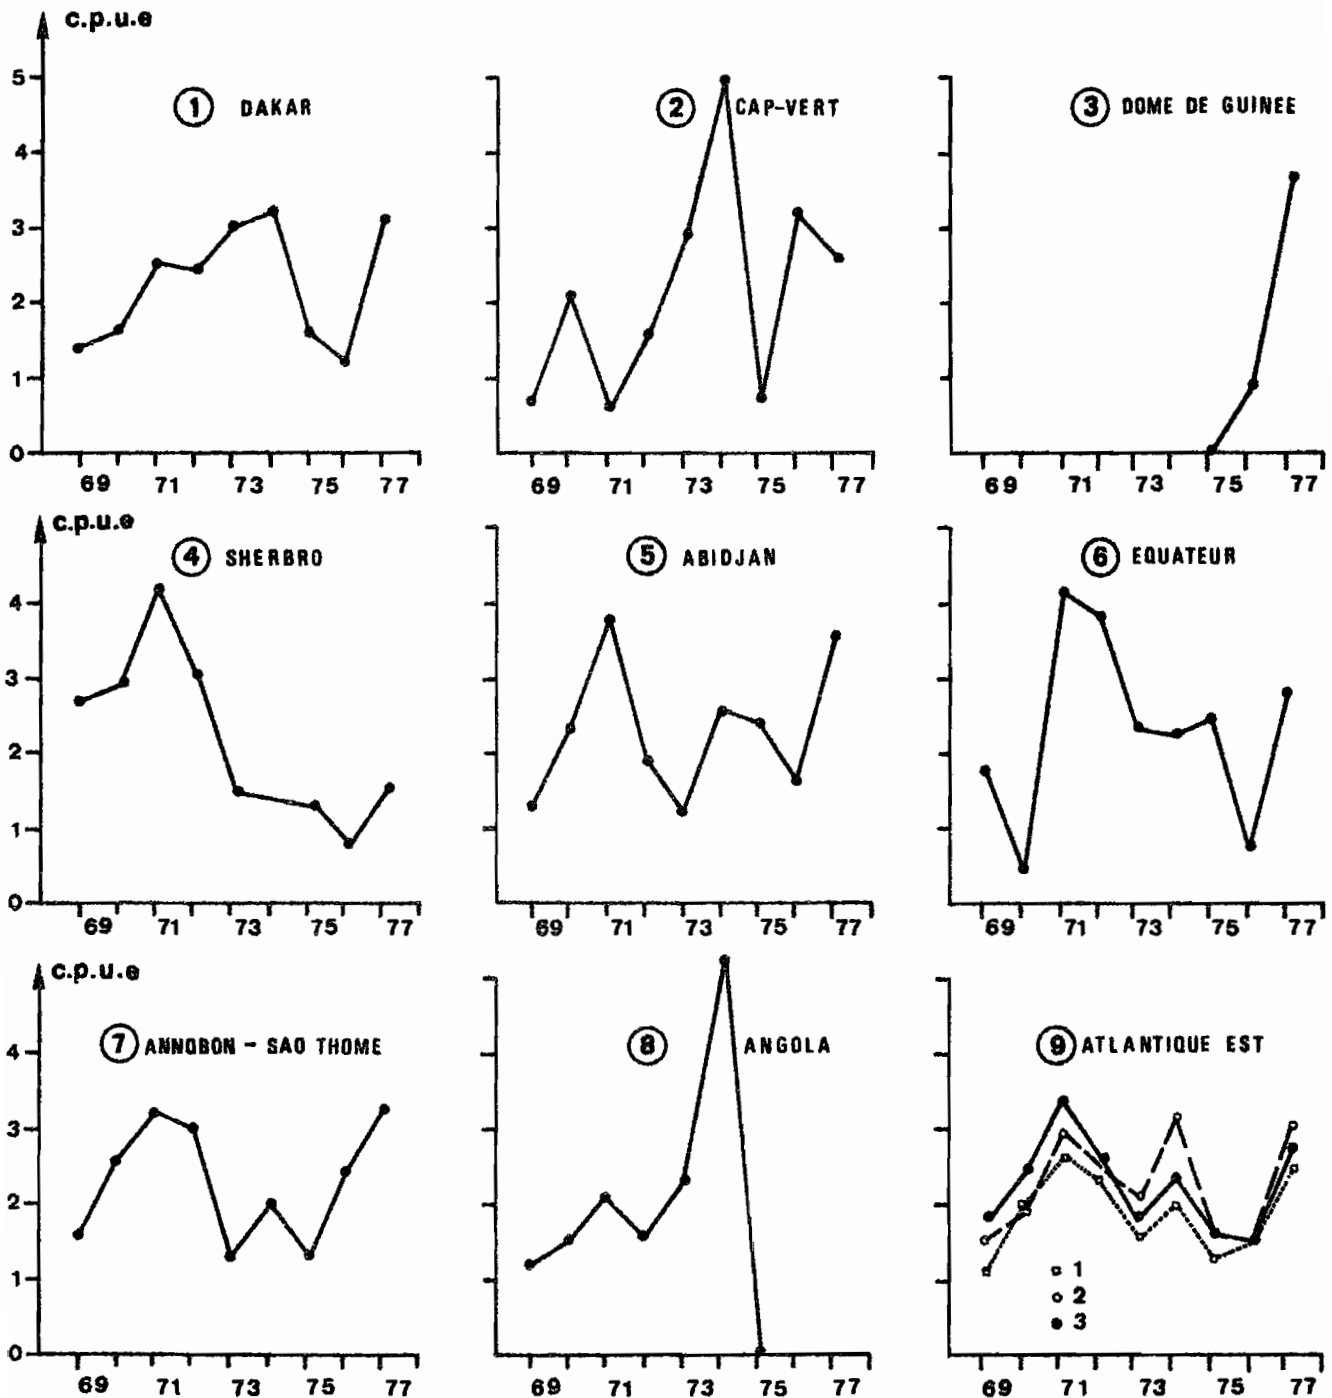 c.p.u.e
5
4
3
2
1
0
① DAKAR
69 71 73 75 77
② CAP-VERT
69 71 73 75 77
③ DOME DE GUINEE
69 71 73 75 77
c.p.u.e
4
3
2
1
0
④ SHERBRO
69 71 73 75 77
⑤ ABIDJAN
69 71 73 75 77
⑥ EQUATEUR
69 71 73 75 77
c.p.u.e
4
3
2
1
0
⑦ ANNOBON - SAO THOME
69 71 73 75 77
⑧ ANGOLA
69 71 73 75 77
⑨ ATLANTIQUE EST
1
2
3
69 71 73 75 77